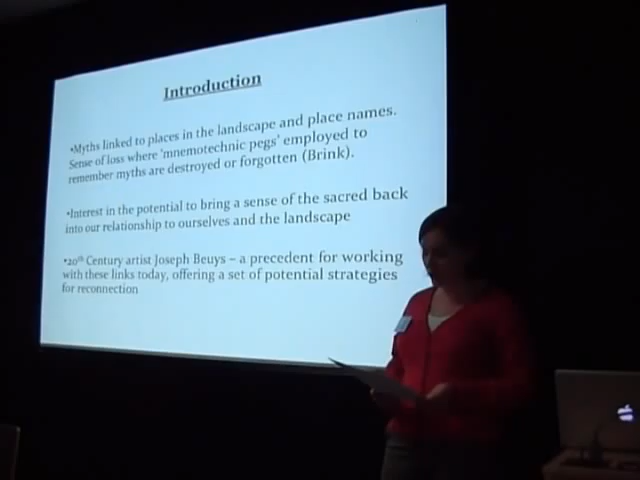 Introduction
•Myths linked to places in the landscape and place names.
Sense of loss where 'mnemotechnic pegs' employed to
remember myths are destroyed or forgotten (Brink).
•Interest in the potential to bring a sense of the sacred back
into our relationship to ourselves and the landscape
•20th Century artist Joseph Beuys – a precedent for working
with these links today, offering a set of potential strategies
for reconnection